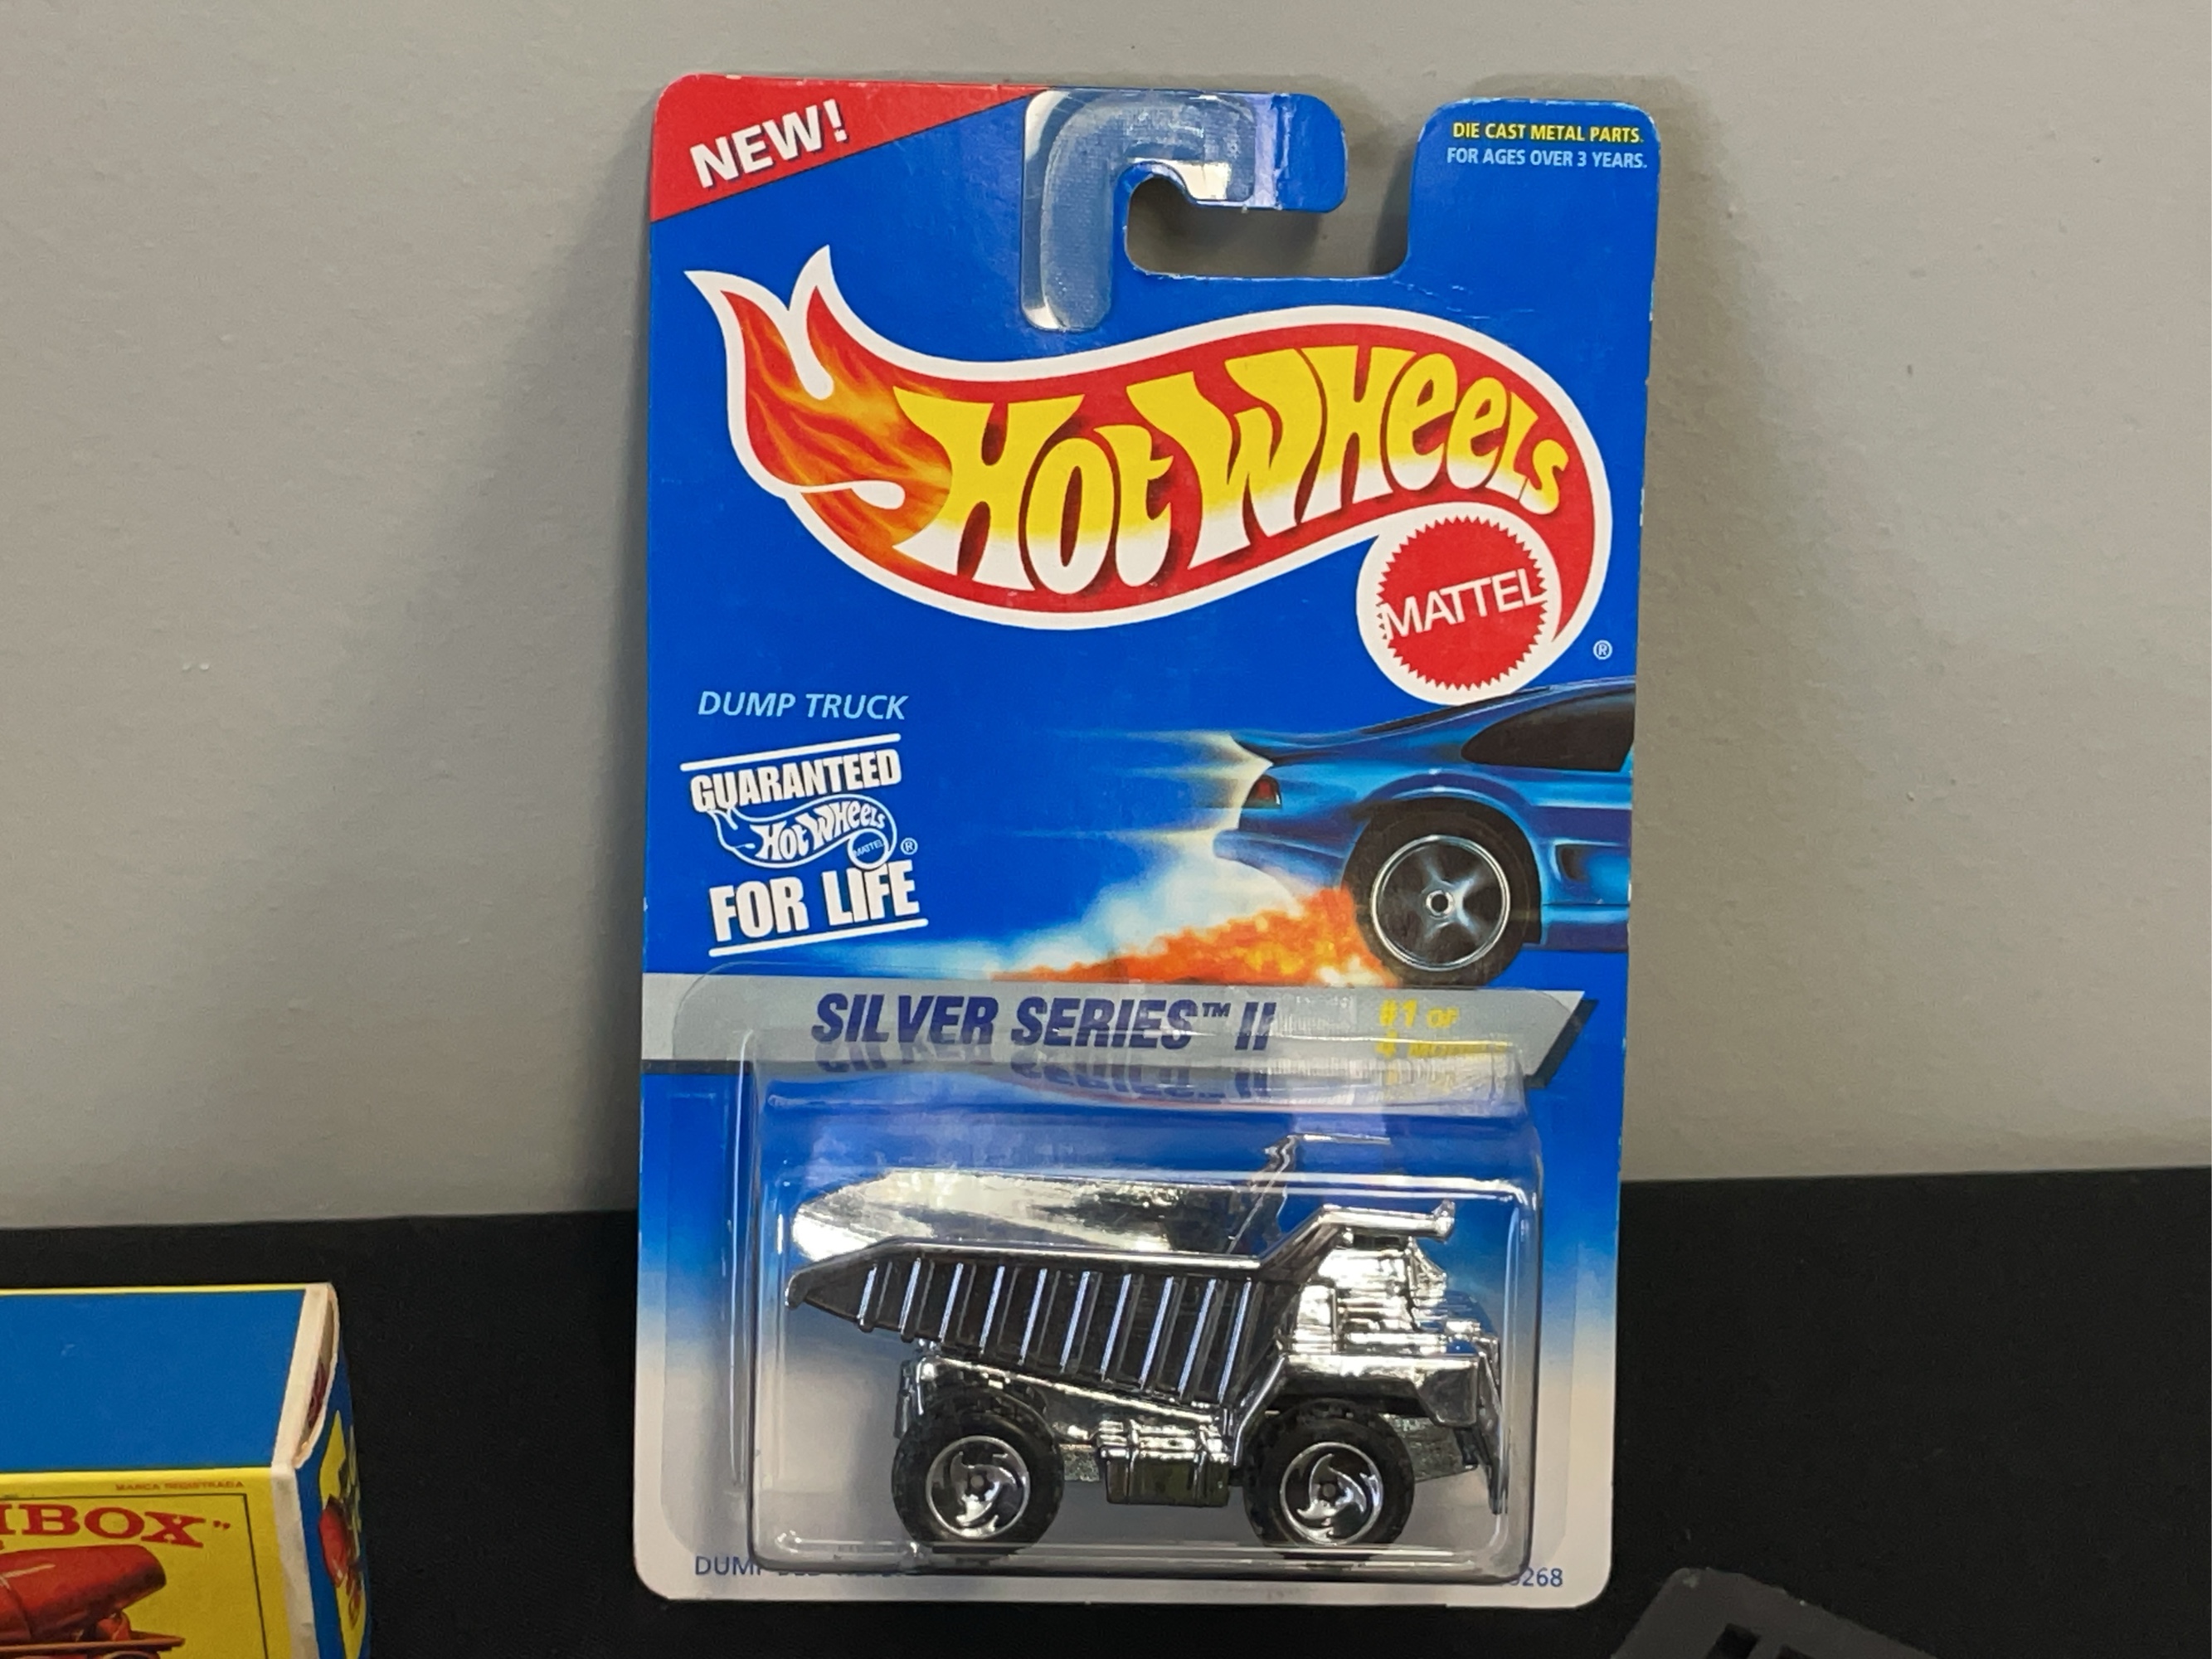 NEW!
DIE CAST METAL PARTS.
FOR AGES OVER 3 YEARS.
HOT WHEELS
MATTEL
®
DUMP TRUCK
GUARANTEED
HOT WHEELS
MATTEL ®
FOR LIFE
SILVER SERIES™ II
#1 OF
4
DUMP
268
MARCA REGISTRADA
BOX"